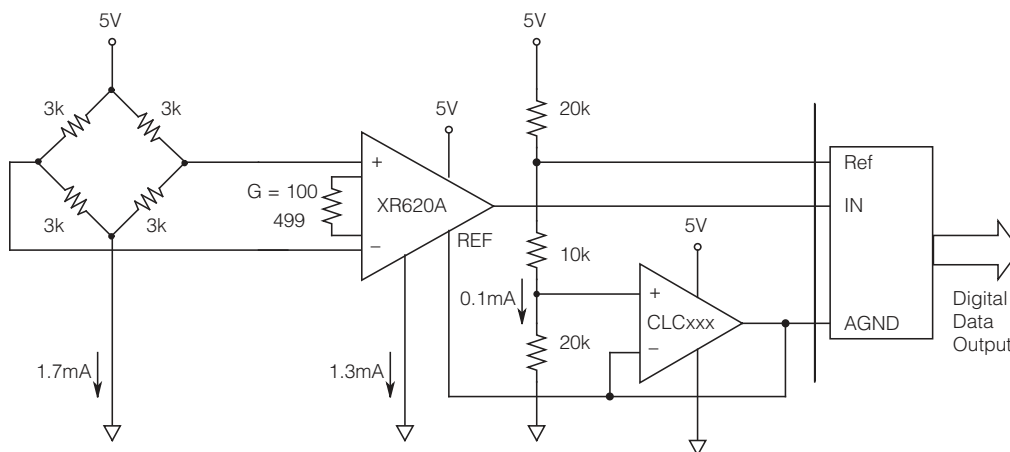 5V
3k
3k
3k
3k
1.7mA
G = 100
499
+
–
XR620A
5V
REF
1.3mA
5V
20k
10k
0.1mA
20k
+
–
CLCxxx
5V
Ref
IN
AGND
Digital
Data
Output